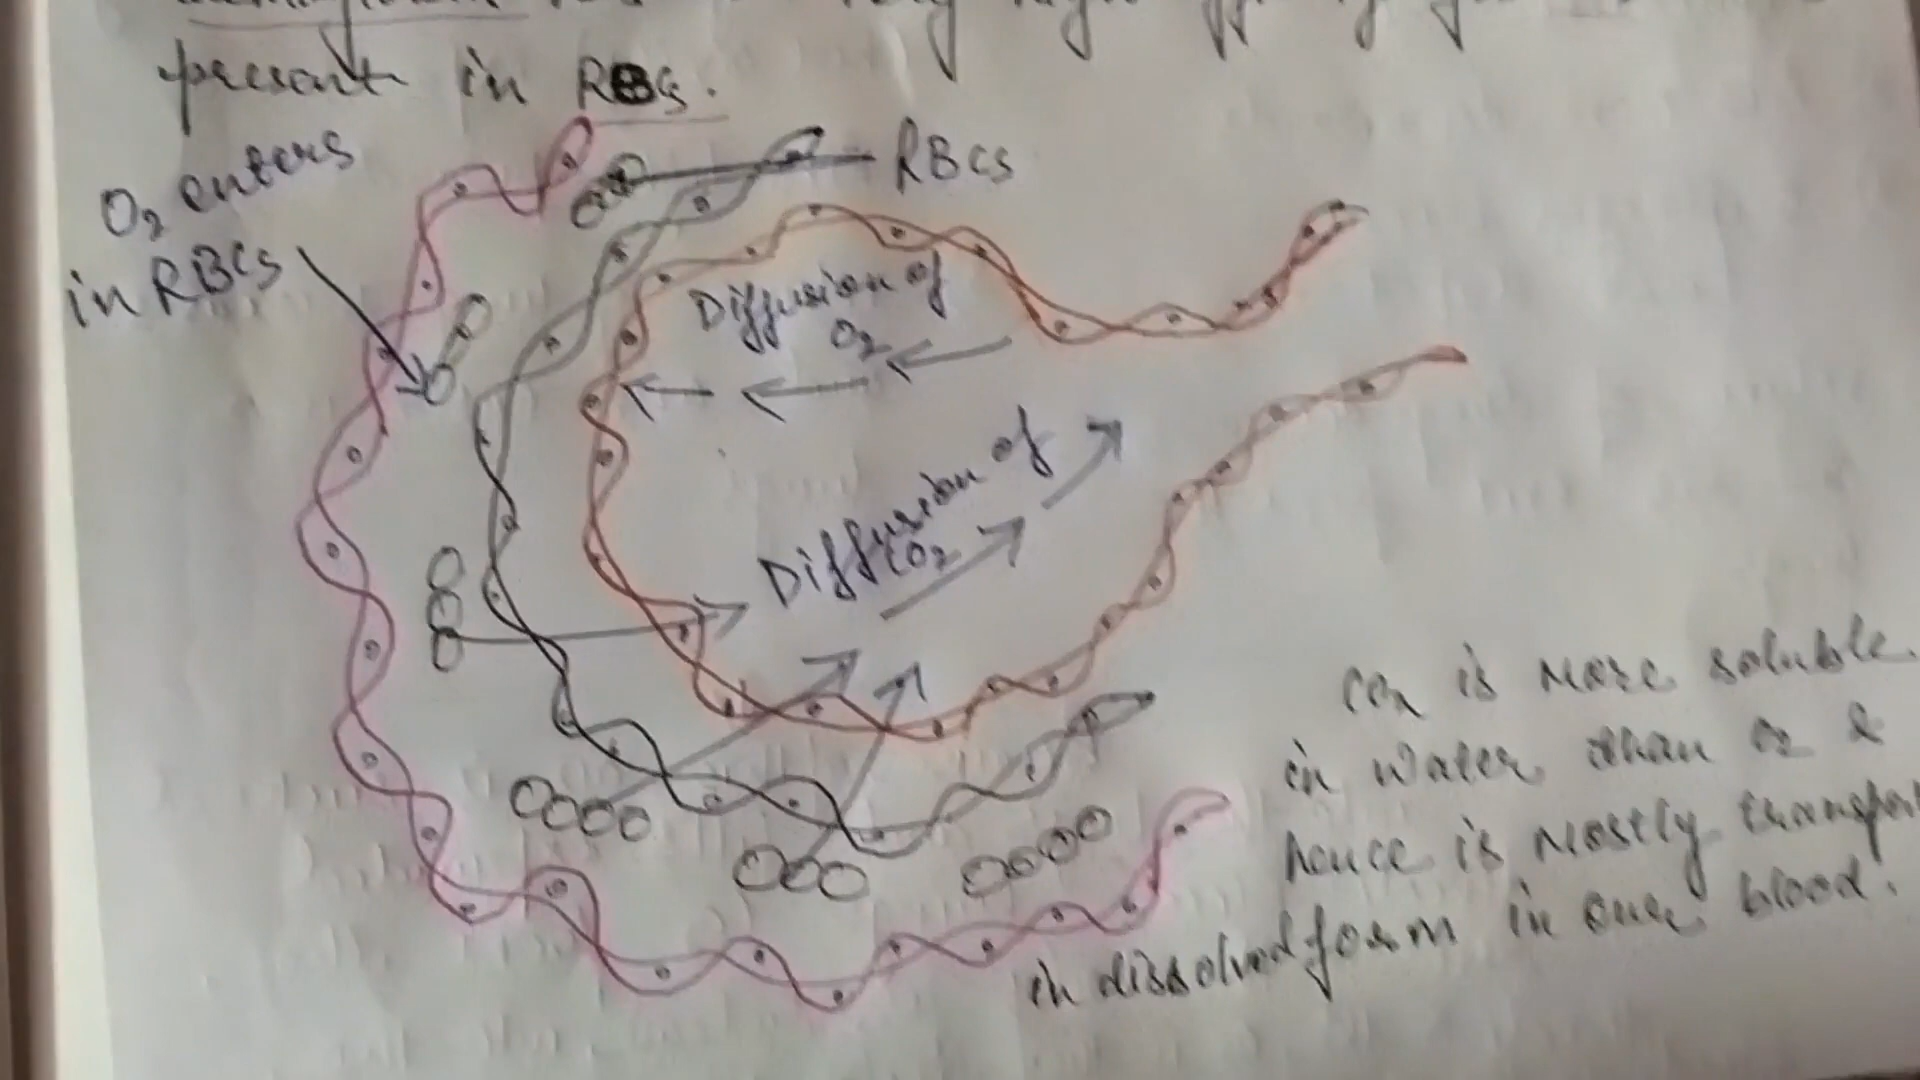 present in RBCs.
O2 enters
in RBCs
RBCs
Diffusion of
O2
Diffusion of
CO2
CO2 is more soluble
in water than O2 &
hence is mostly transport
in dissolved form in our blood.